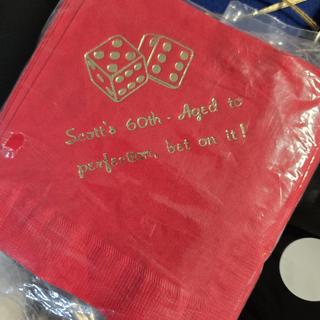 Scott's 60th - Aged to
perfection, bet on it!